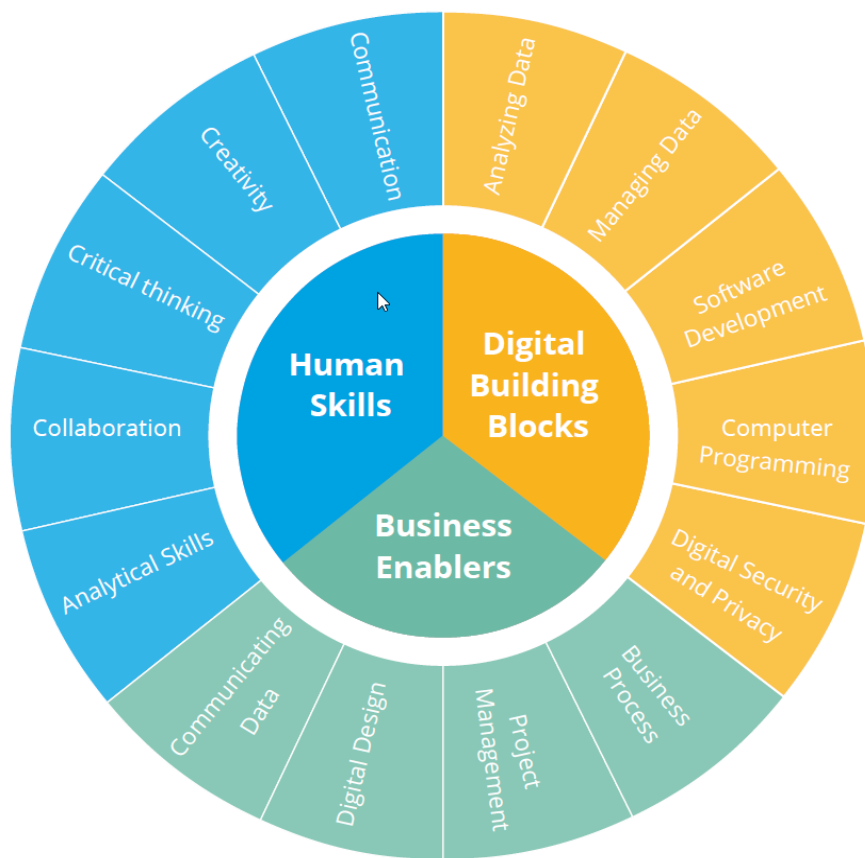 Human
Skills
Digital
Building
Blocks
Business
Enablers
Communication
Creativity
Critical thinking
Collaboration
Analytical Skills
Analyzing Data
Managing Data
Software
Development
Computer
Programming
Digital Security
and Privacy
Business
Process
Project
Management
Digital Design
Communicating
Data